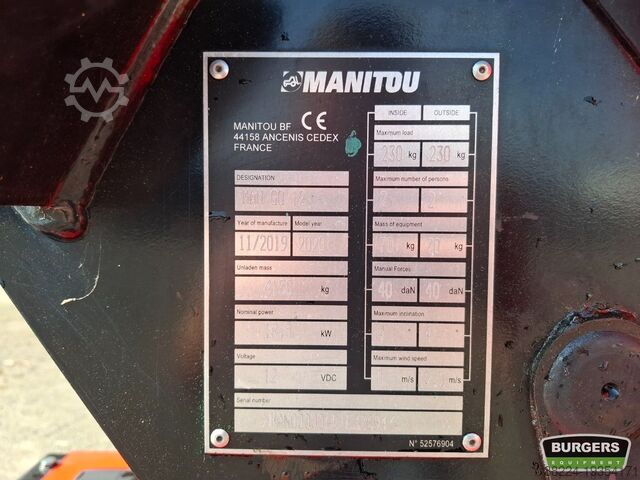 MANITOU
MANITOU BF CE
44158 ANCENIS CEDEX
FRANCE
INSIDE OUTSIDE
Maximum load
230 kg 230 kg
DESIGNATION
Maximum number of persons
Year of manufacture Model year
11/2019 2020
Mass of equipment
kg kg
Unladen mass
kg
Manual Forces
40 daN 40 daN
Nominal power
kW
Maximum inclination
Voltage
12 VDC
Maximum wind speed
m/s m/s
Serial number
N° 52576904
BURGERS
EQUIPMENT